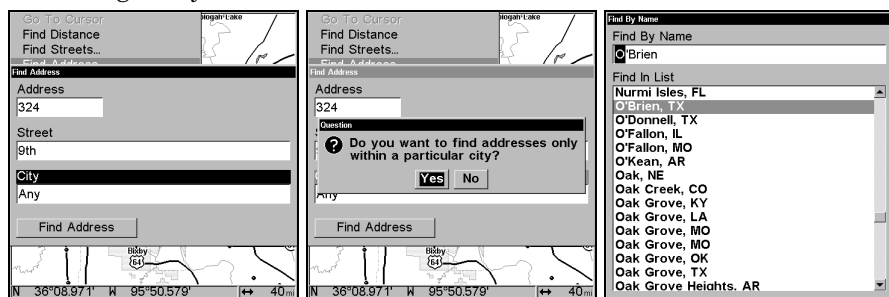 Go To Cursor
Find Distance
Find Streets...
Find Address
Find Address
Address
324
Street
9th
City
Any
Find Address
Bixby
64
N 36°08.971' W 95°50.579' ↔ 40mi
Go To Cursor
Find Distance
Find Streets...
Find Address
Find Address
Address
324
Question
Do you want to find addresses only
within a particular city?
Yes No
Any
Find Address
Bixby
64
N 36°08.971' W 95°50.579' ↔ 40mi
Find By Name
Find By Name
O'Brien
Find In List
Nurmi Isles, FL
O'Brien, TX
O'Donnell, TX
O'Fallon, IL
O'Fallon, MO
O'Kean, AR
Oak, NE
Oak Creek, CO
Oak Grove, KY
Oak Grove, LA
Oak Grove, MO
Oak Grove, MO
Oak Grove, OK
Oak Grove, TX
Oak Grove Heights, AR